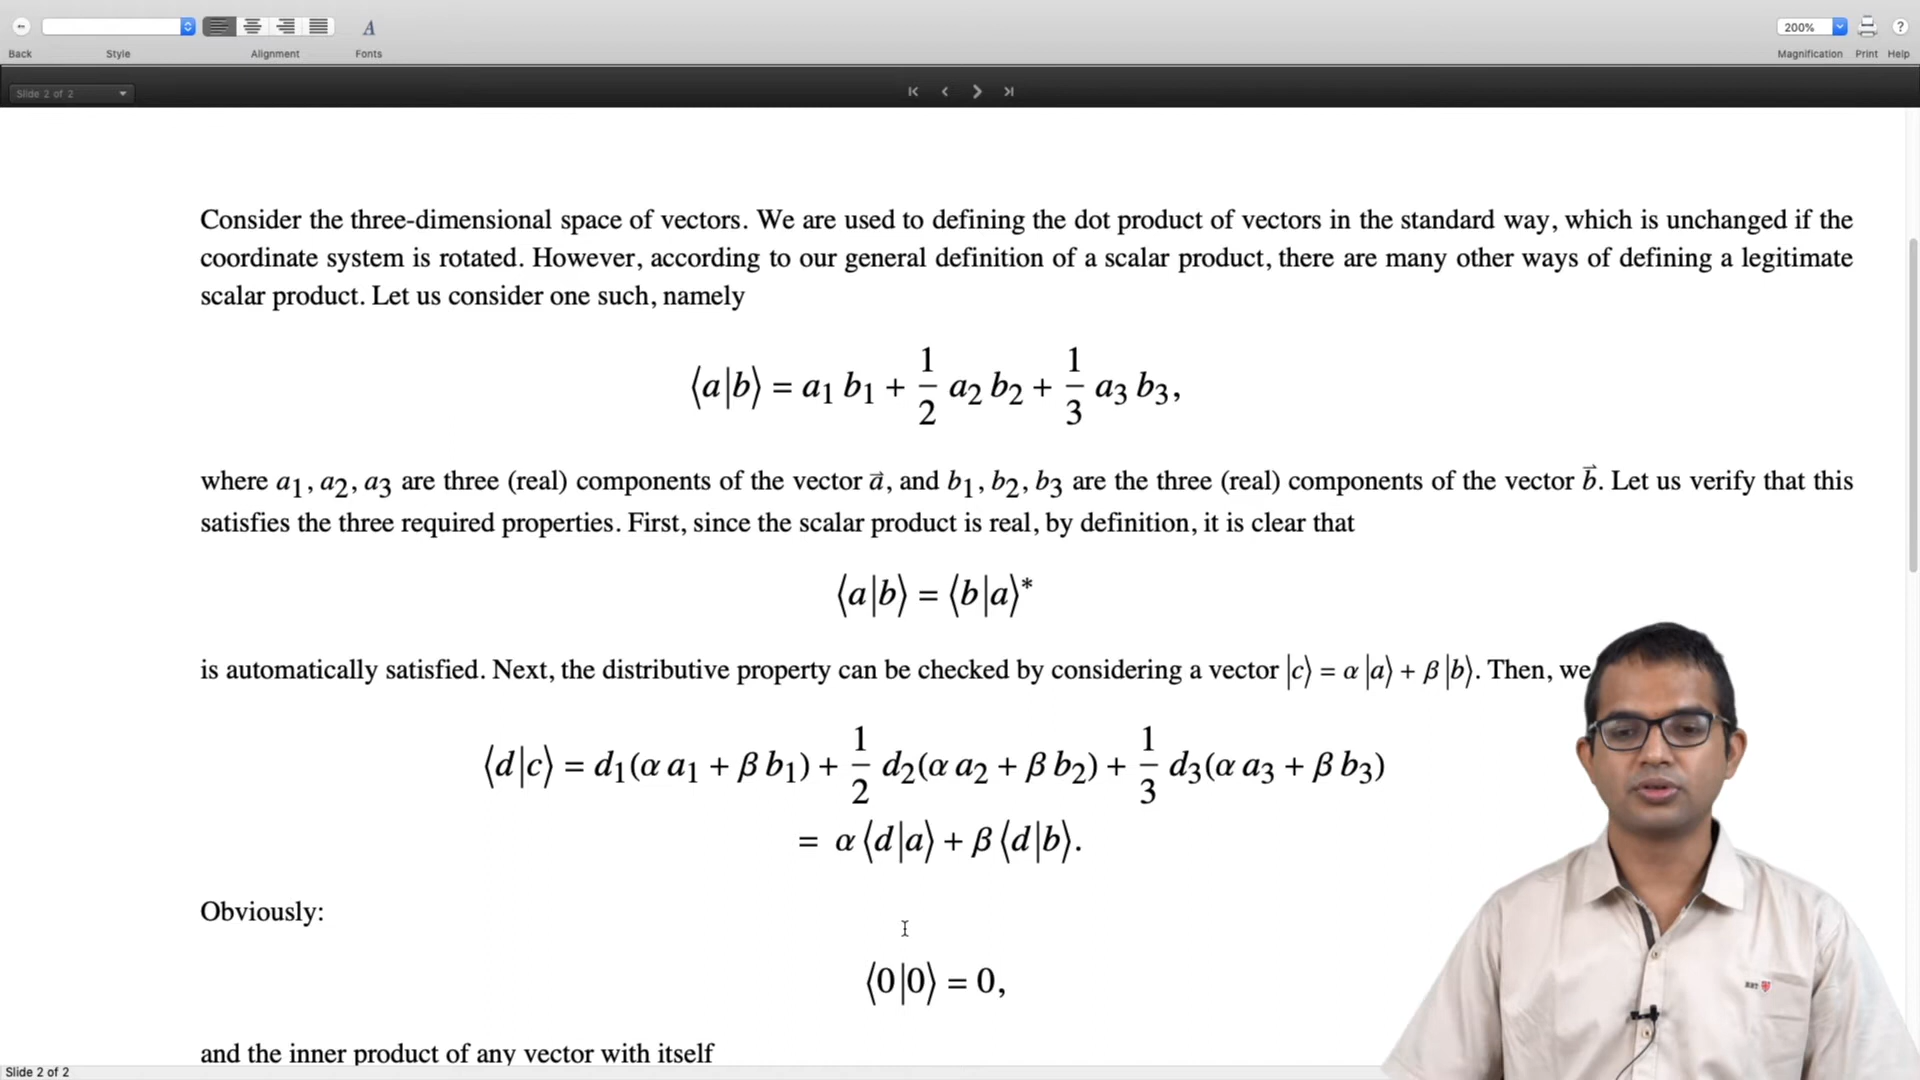 Back
Style
Alignment
A
Fonts
200%
Magnification
Print
?
Help
Slide 2 of 2
Consider the three-dimensional space of vectors. We are used to defining the dot product of vectors in the standard way, which is unchanged if the
coordinate system is rotated. However, according to our general definition of a scalar product, there are many other ways of defining a legitimate
scalar product. Let us consider one such, namely
⟨a|b⟩ = a₁ b₁ + 1/2 a₂ b₂ + 1/3 a₃ b₃,
where a₁, a₂, a₃ are three (real) components of the vector a⃗, and b₁, b₂, b₃ are the three (real) components of the vector b⃗. Let us verify that this
satisfies the three required properties. First, since the scalar product is real, by definition, it is clear that
⟨a|b⟩ = ⟨b|a⟩*
is automatically satisfied. Next, the distributive property can be checked by considering a vector |c⟩ = α |a⟩ + β |b⟩. Then, we
⟨d|c⟩ = d₁(α a₁ + β b₁) + 1/2 d₂(α a₂ + β b₂) + 1/3 d₃(α a₃ + β b₃)
= α ⟨d|a⟩ + β ⟨d|b⟩.
Obviously:
⟨0|0⟩ = 0,
and the inner product of any vector with itself
Slide 2 of 2